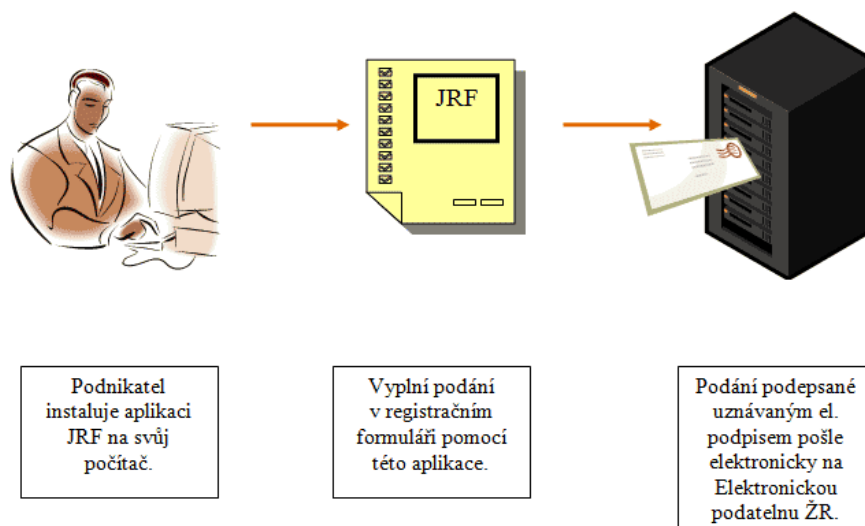 JRF
Podnikatel
instaluje aplikaci
JRF na svůj
počítač.
Vyplní podání
v registračním
formuláři pomocí
této aplikace.
Podání podepsané
uznávaným el.
podpisem pošle
elektronicky na
Elektronickou
podatelnu ŽR.